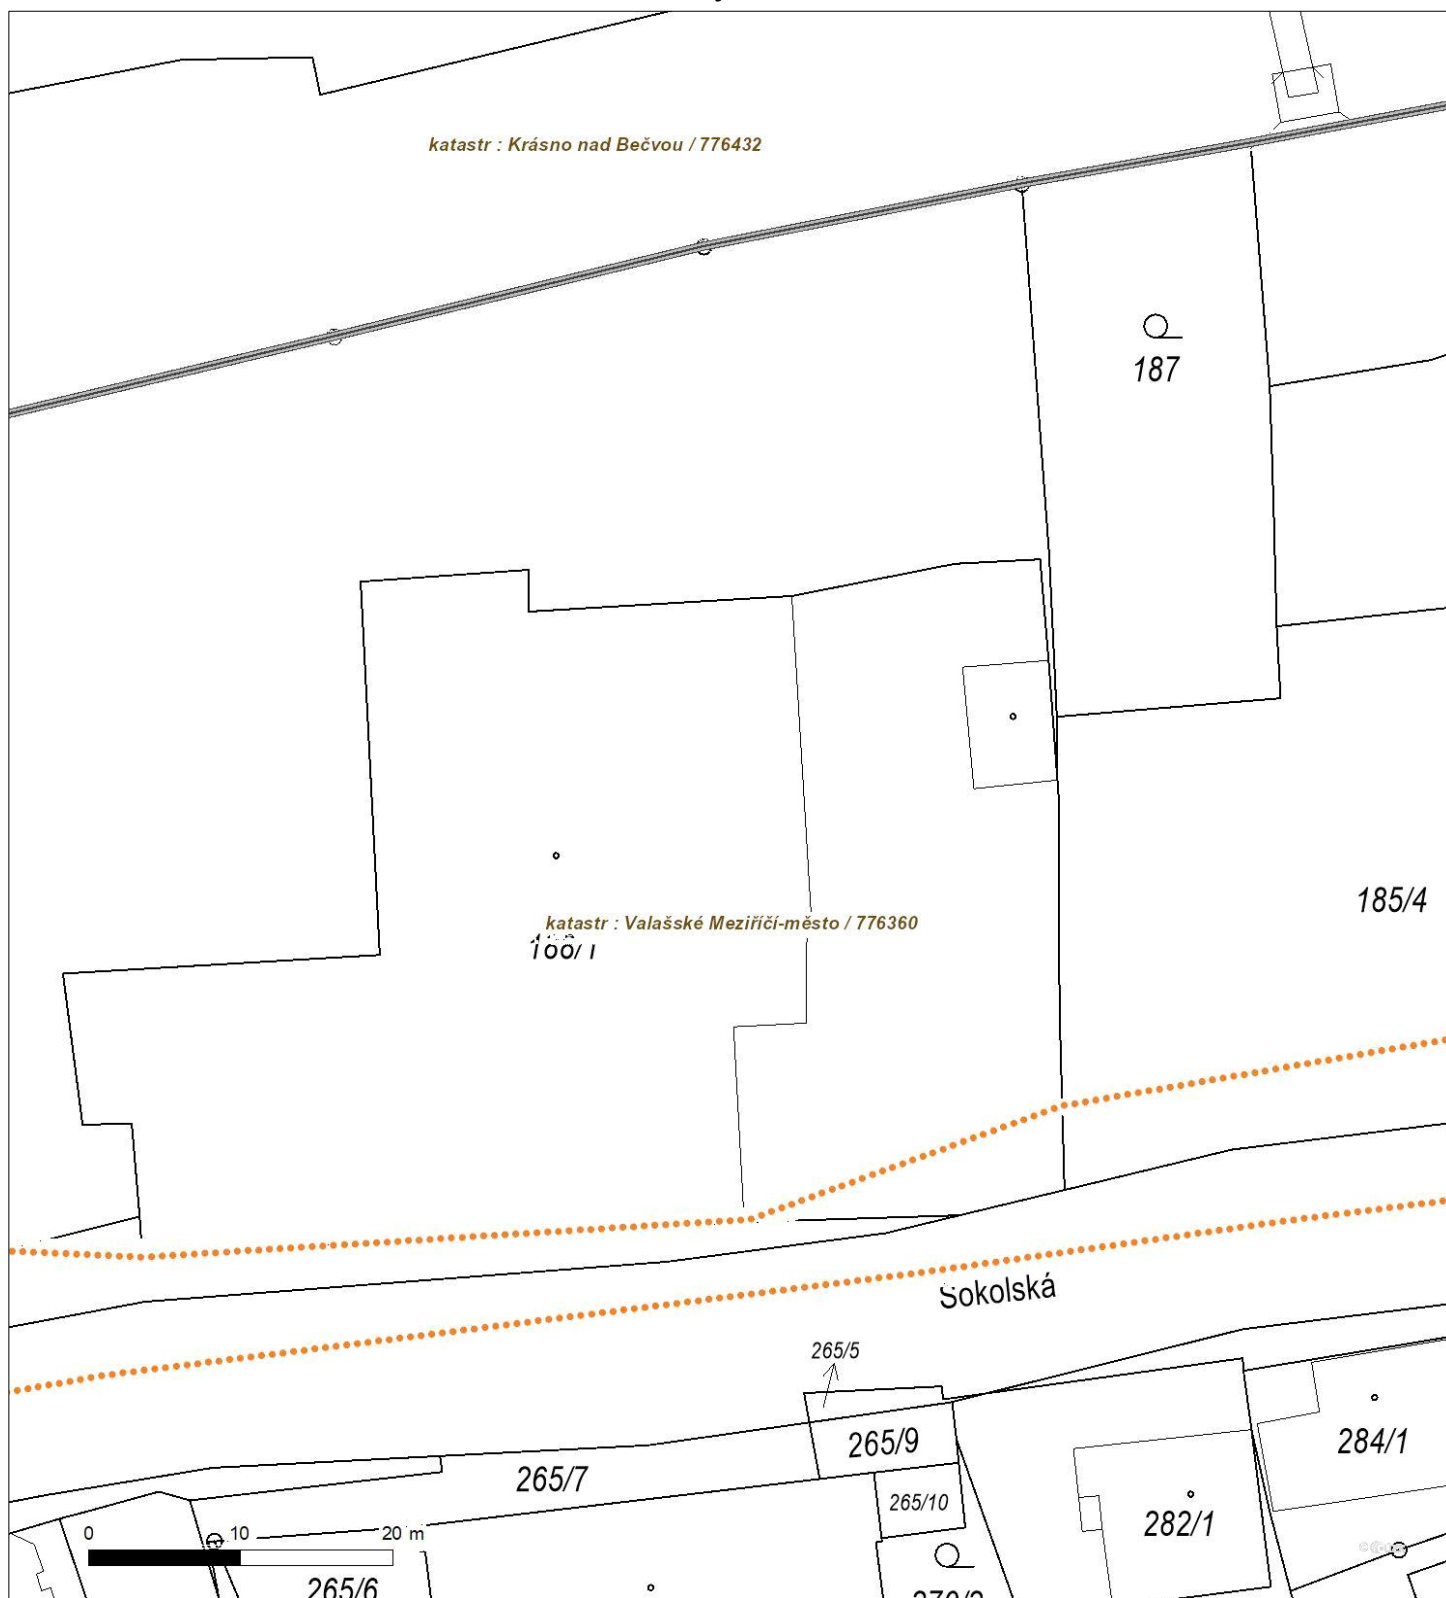 katastr : Krásno nad Bečvou / 776432
187
185/4
katastr : Valašské Meziříčí-město / 776360
Sokolská
265/5
265/9
284/1
265/7
265/10
282/1
0 10 20 m
265/6